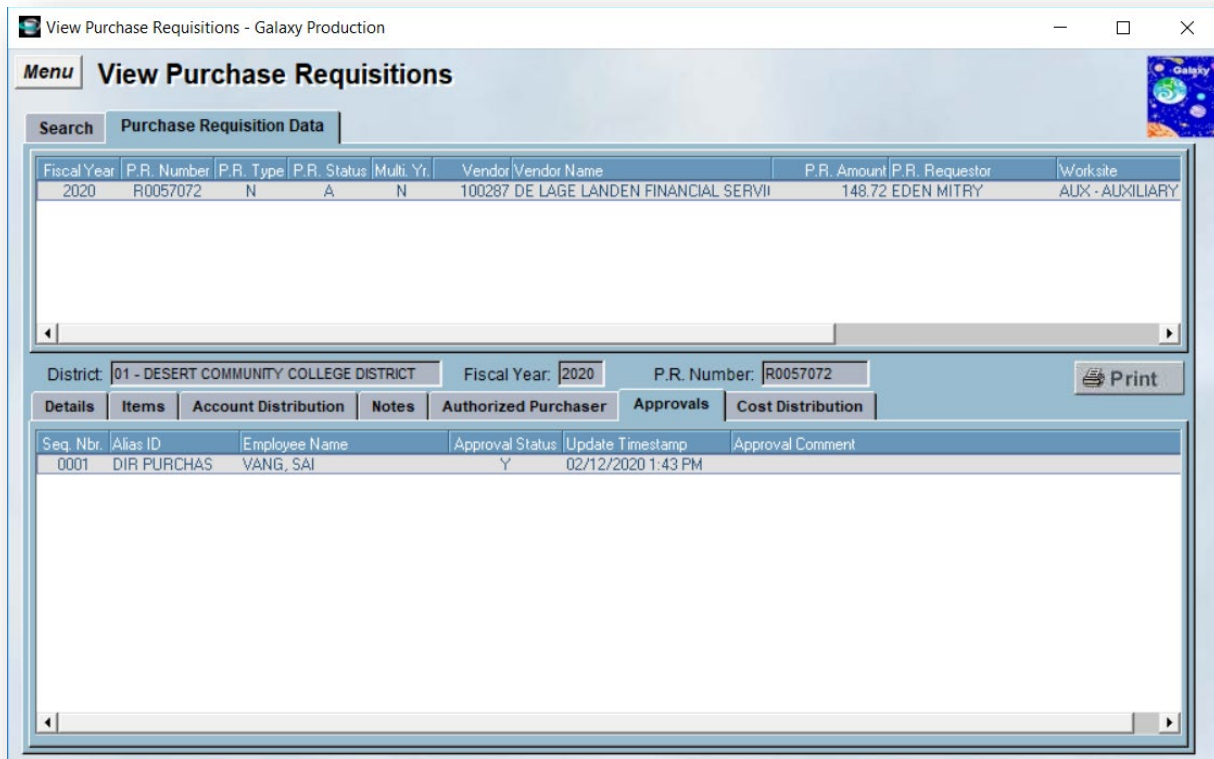 View Purchase Requisitions - Galaxy Production
Menu View Purchase Requisitions
Galaxy
Search Purchase Requisition Data
Fiscal Year P.R. Number P.R. Type P.R. Status Multi. Yr. Vendor Vendor Name P.R. Amount P.R. Requestor Worksite
2020 R0057072 N A N 100287 DE LAGE LANDEN FINANCIAL SERVI 148.72 EDEN MITRY AUX - AUXILIARY
District: 01 - DESERT COMMUNITY COLLEGE DISTRICT Fiscal Year: 2020 P.R. Number: R0057072 Print
Details Items Account Distribution Notes Authorized Purchaser Approvals Cost Distribution
Seq. Nbr. Alias ID Employee Name Approval Status Update Timestamp Approval Comment
0001 DIR PURCHAS VANG, SAI Y 02/12/2020 1:43 PM